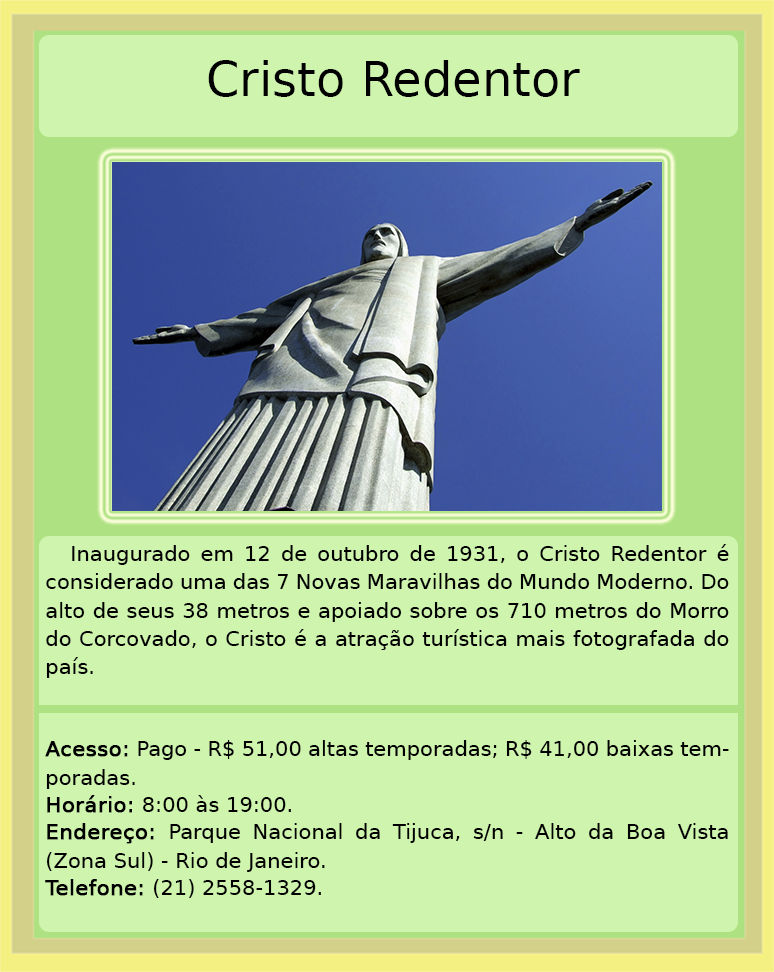 Cristo Redentor
Inaugurado em 12 de outubro de 1931, o Cristo Redentor é
considerado uma das 7 Novas Maravilhas do Mundo Moderno. Do
alto de seus 38 metros e apoiado sobre os 710 metros do Morro
do Corcovado, o Cristo é a atração turística mais fotografada do
país.
Acesso: Pago - R$ 51,00 altas temporadas; R$ 41,00 baixas tem-
poradas.
Horário: 8:00 às 19:00.
Endereço: Parque Nacional da Tijuca, s/n - Alto da Boa Vista
(Zona Sul) - Rio de Janeiro.
Telefone: (21) 2558-1329.